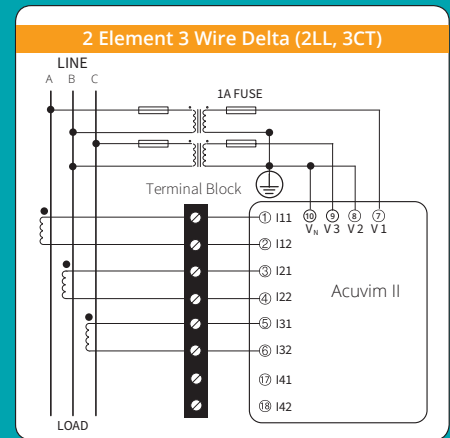 2 Element 3 Wire Delta (2LL, 3CT)
LINE
A B C
1A FUSE
Terminal Block
① I11
⑩ ⑨ ⑧ ⑦
VN V3 V2 V1
② I12
③ I21
Acuvim II
④ I22
⑤ I31
⑥ I32
⑰ I41
⑱ I42
LOAD